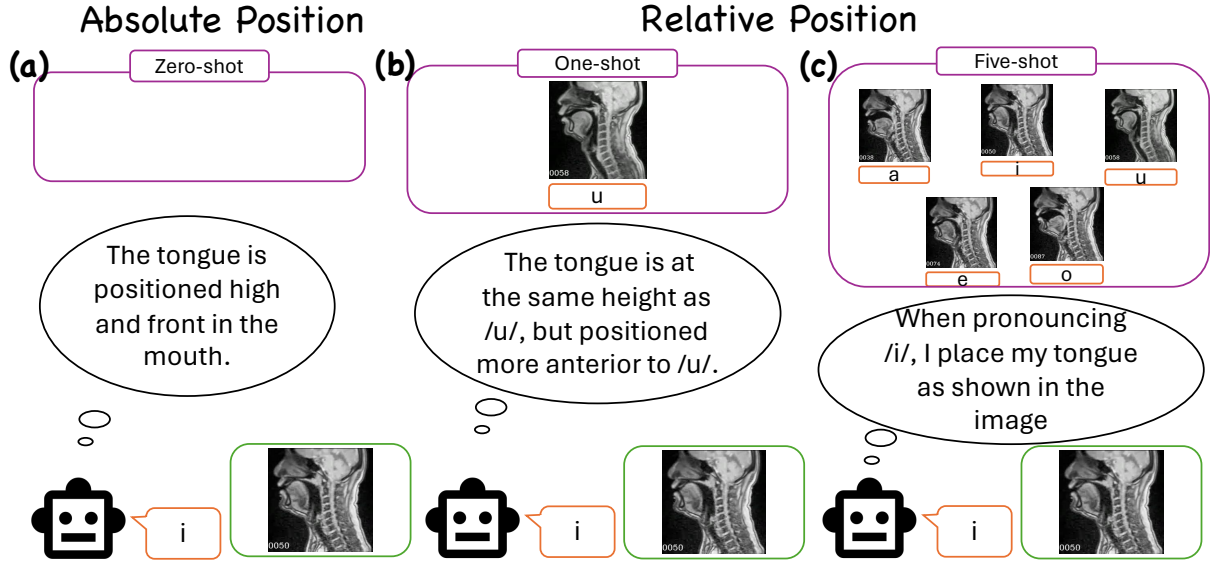 Absolute Position
Relative Position
(a)
Zero-shot
The tongue is
positioned high
and front in the
mouth.
i
0050
(b)
One-shot
0058
u
The tongue is at
the same height as
/u/, but positioned
more anterior to /u/.
i
0050
(c)
Five-shot
0038
a
0050
i
0058
u
0074
e
0087
o
When pronouncing
/i/, I place my tongue
as shown in the
image
i
0050